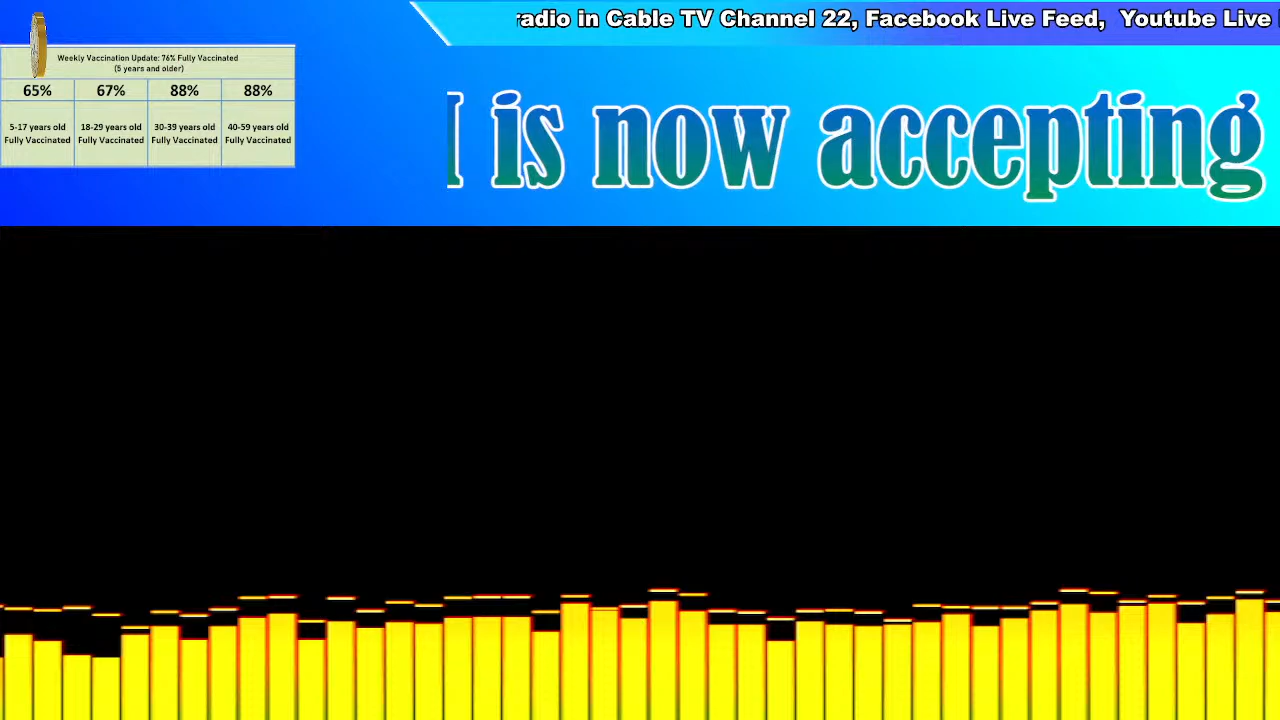 adio in Cable TV Channel 22, Facebook Live Feed, Youtube Live
Weekly Vaccination Update: 76% Fully Vaccinated
(5 years and older)
65% 67% 88% 88%
5-17 years old 18-29 years old 30-39 years old 40-59 years old
Fully Vaccinated Fully Vaccinated Fully Vaccinated Fully Vaccinated
is now accepting